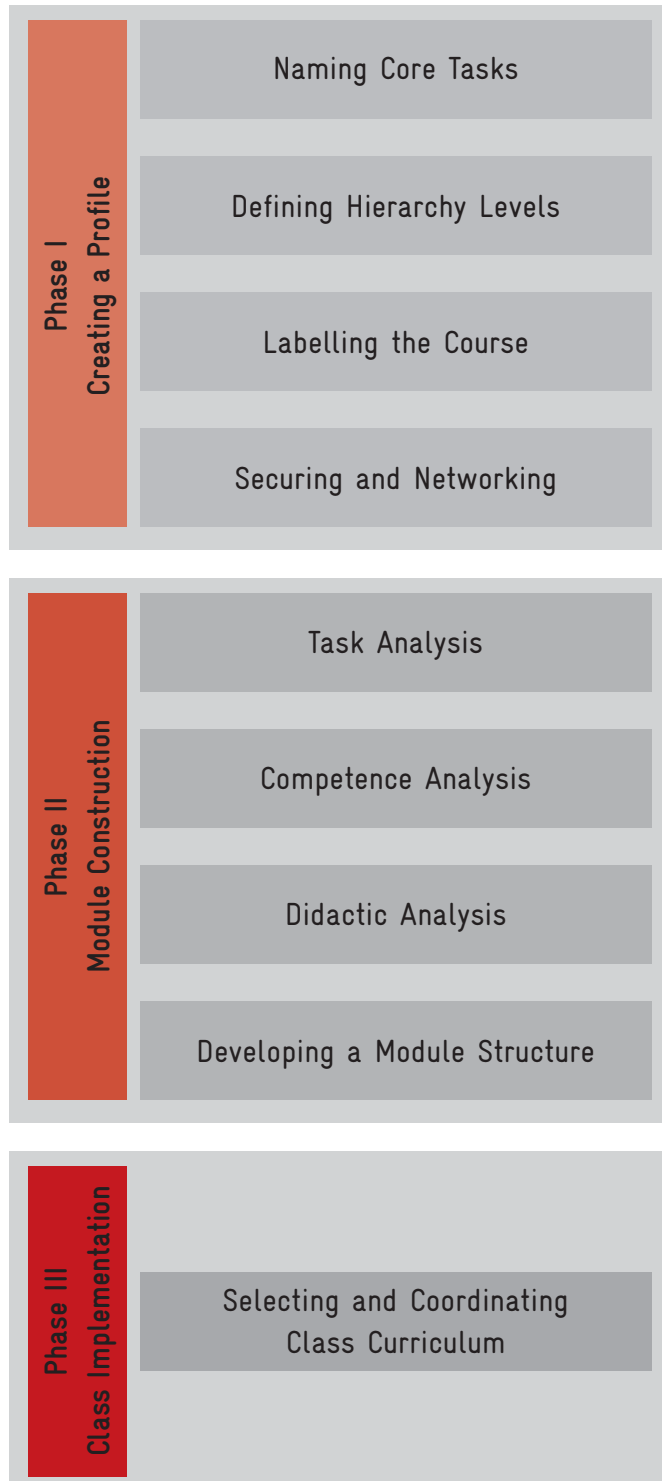 Phase I
Creating a Profile
Naming Core Tasks
Defining Hierarchy Levels
Labelling the Course
Securing and Networking
Phase II
Module Construction
Task Analysis
Competence Analysis
Didactic Analysis
Developing a Module Structure
Phase III
Class Implementation
Selecting and Coordinating
Class Curriculum